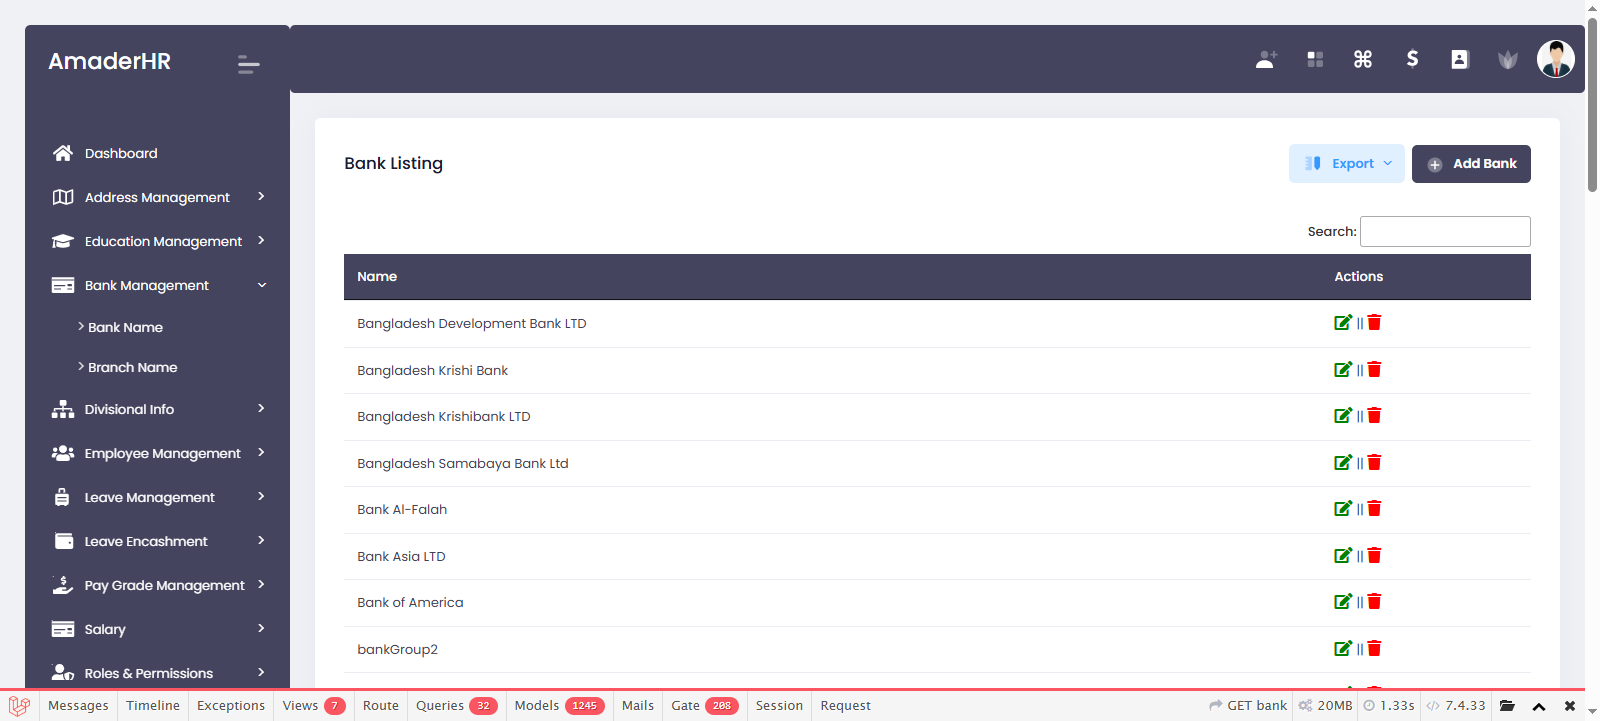 AmaderHR
Dashboard
Address Management
Education Management
Bank Management
> Bank Name
> Branch Name
Divisional Info
Employee Management
Leave Management
Leave Encashment
Pay Grade Management
Salary
Roles & Permissions
Bank Listing
Export
Add Bank
Search:
Name Actions
Bangladesh Development Bank LTD ||
Bangladesh Krishi Bank ||
Bangladesh Krishibank LTD ||
Bangladesh Samabaya Bank Ltd ||
Bank Al-Falah ||
Bank Asia LTD ||
Bank of America ||
bankGroup2 ||
Messages Timeline Exceptions Views 7 Route Queries 32 Models 1245 Mails Gate 208 Session Request GET bank 20MB 1.33s 7.4.33